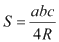 S = abc / 4R